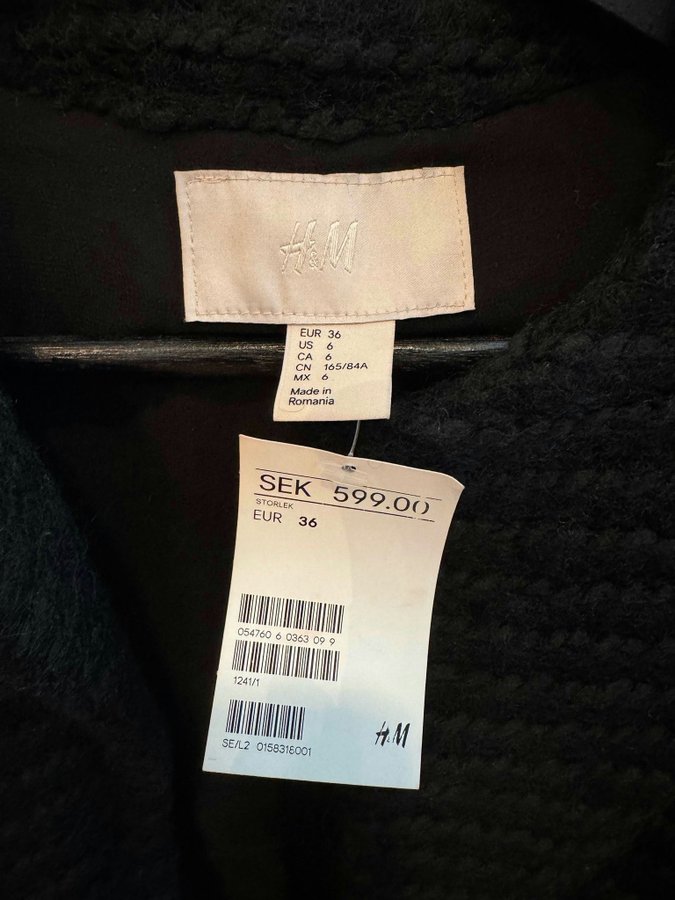 H&M
EUR 36
US 6
CA 6
CN 165/84A
MX 6
Made in
Romania
SEK 599.00
STORLEK
EUR 36
054760 6 0363 09 9
1241/1
H&M
SE/L2 0158318001